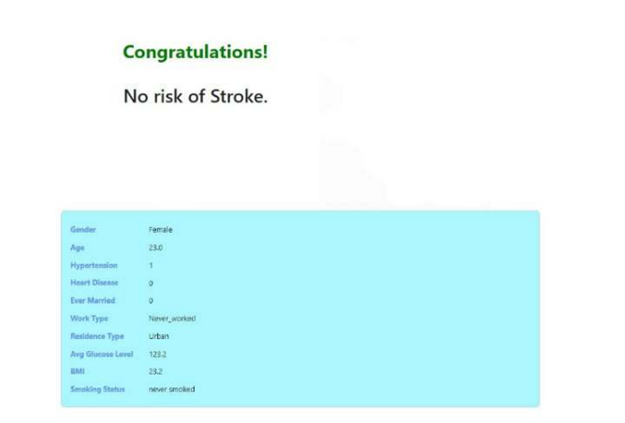 Congratulations!
No risk of Stroke.
Gender Female
Age 23.0
Hypertension 1
Heart Disease 0
Ever Married 0
Work Type Never_worked
Residence Type Urban
Avg Glucose Level 123.2
BMI 23.2
Smoking Status never smoked